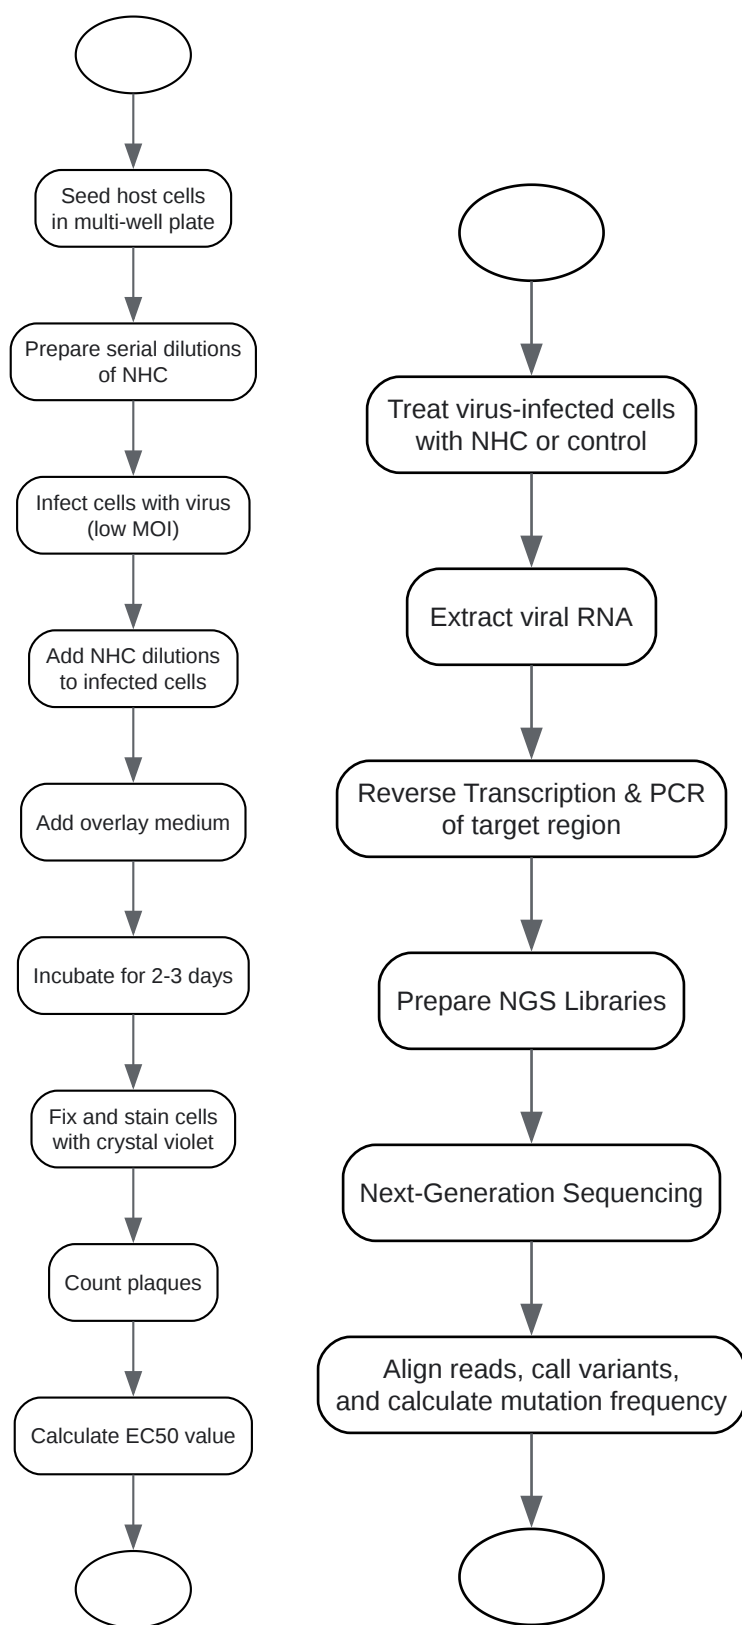 Seed host cells
in multi-well plate
Prepare serial dilutions
of NHC
Infect cells with virus
(low MOI)
Add NHC dilutions
to infected cells
Add overlay medium
Incubate for 2-3 days
Fix and stain cells
with crystal violet
Count plaques
Calculate EC50 value
Treat virus-infected cells
with NHC or control
Extract viral RNA
Reverse Transcription & PCR
of target region
Prepare NGS Libraries
Next-Generation Sequencing
Align reads, call variants,
and calculate mutation frequency